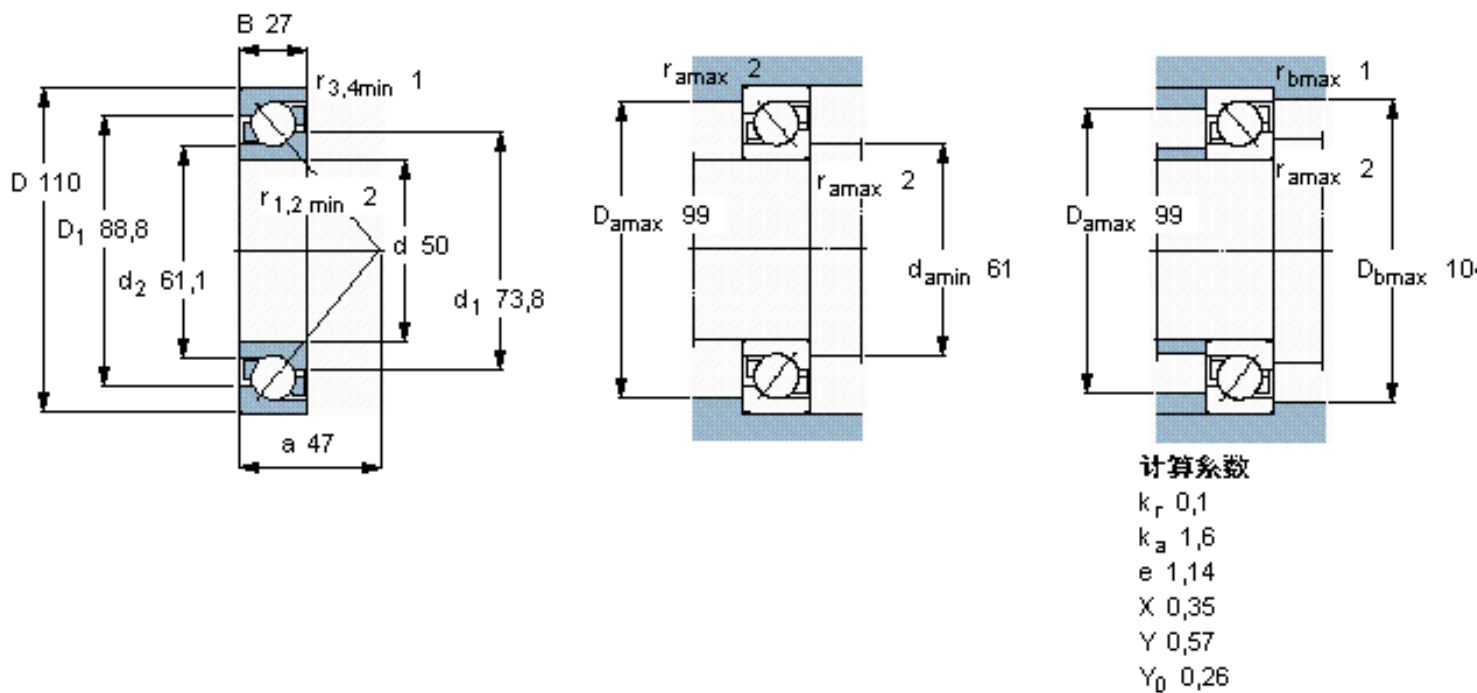 B 27
r3,4min 1
D 110
D1 88,8
d2 61,1
r1,2 min 2
d 50
d1 73,8
a 47
ramax 2
Damax 99
ramax 2
damin 61
rbmax 1
ramax 2
Damax 99
Dbmax 104
计算系数
kr 0,1
ka 1,6
e 1,14
X 0,35
Y 0,57
Y0 0,26